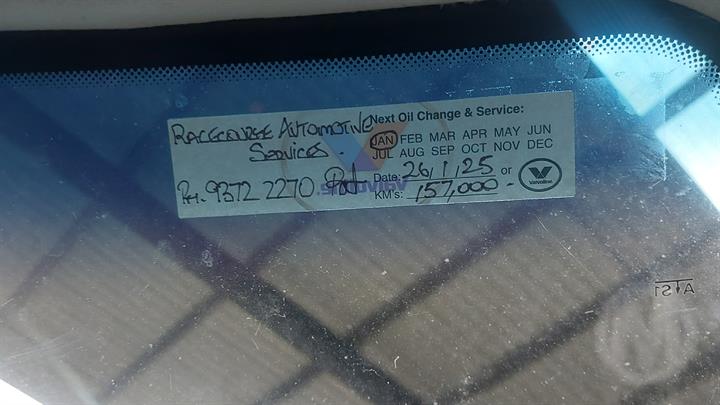 RACECOURSE AUTOMOTIVE
SERVICES.
PH. 9372 2270
Next Oil Change & Service:
JAN FEB MAR APR MAY JUN
JUL AUG SEP OCT NOV DEC
Date: 26/1/25 or
KM's: 157,000-
Valvoline
AS1
M